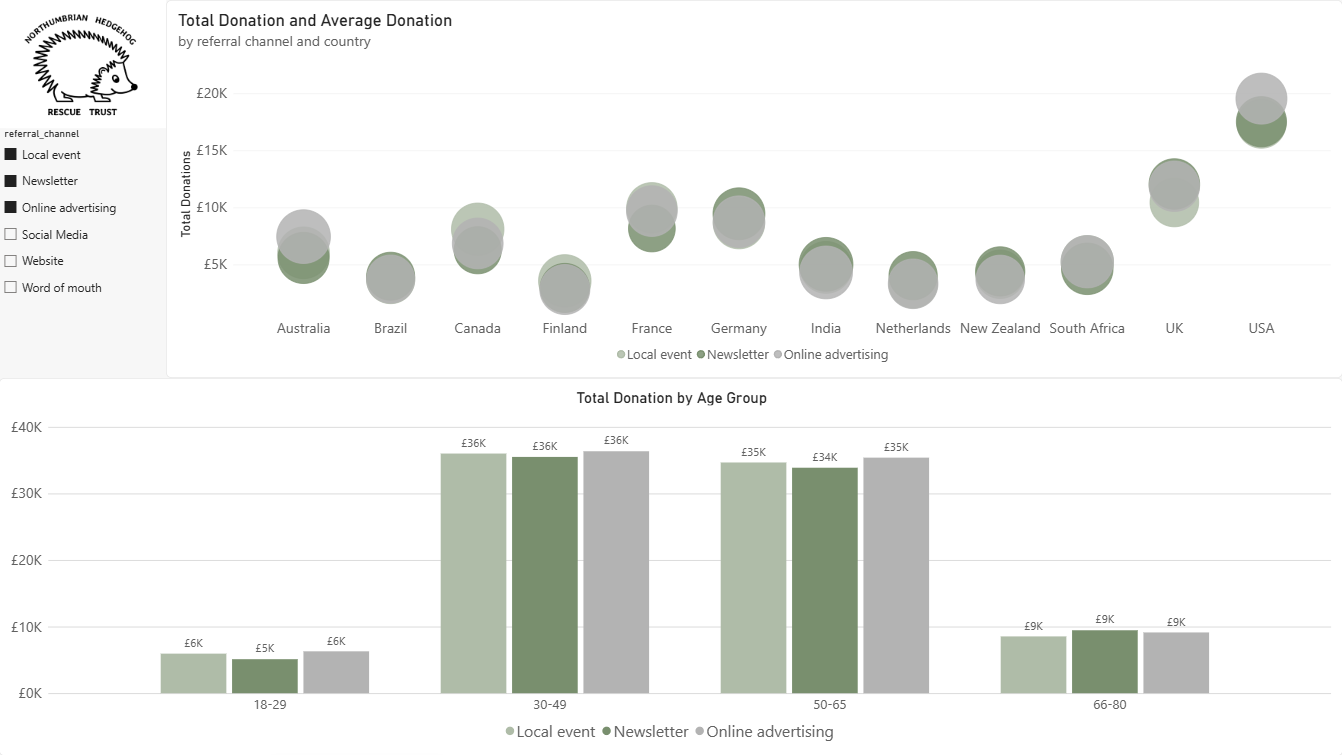 NORTHUMBRIAN HEDGEHOG
RESCUE TRUST
referral_channel
Local event
Newsletter
Online advertising
Social Media
Website
Word of mouth
Total Donation and Average Donation
by referral channel and country
Total Donations
£20K
£15K
£10K
£5K
Australia Brazil Canada Finland France Germany India Netherlands New Zealand South Africa UK USA
Local event Newsletter Online advertising
Total Donation by Age Group
£40K
£30K
£20K
£10K
£0K
£6K £5K £6K
£36K £36K £36K
£35K £34K £35K
£9K £9K £9K
18-29 30-49 50-65 66-80
Local event Newsletter Online advertising